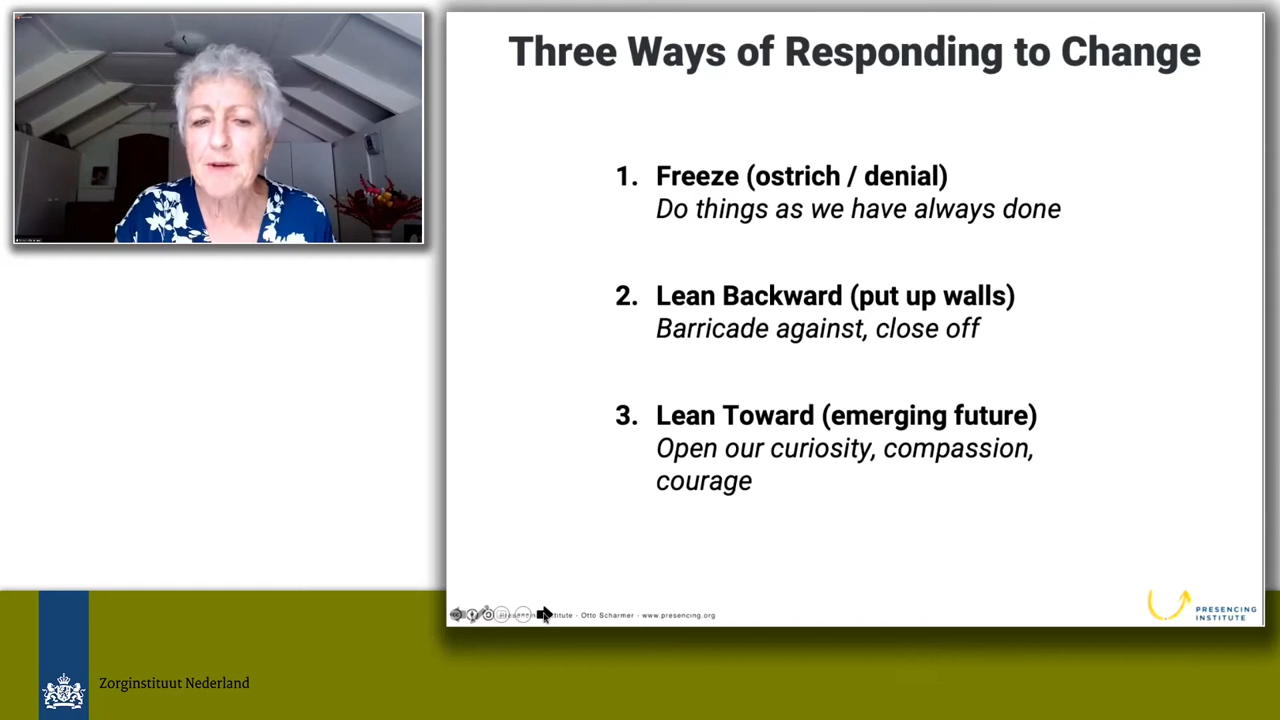 Three Ways of Responding to Change
1. Freeze (ostrich / denial)
Do things as we have always done
2. Lean Backward (put up walls)
Barricade against, close off
3. Lean Toward (emerging future)
Open our curiosity, compassion,
courage
- Otto Scharmer - www.presencing.org
PRESENCING
INSTITUTE
Zorginstituut Nederland